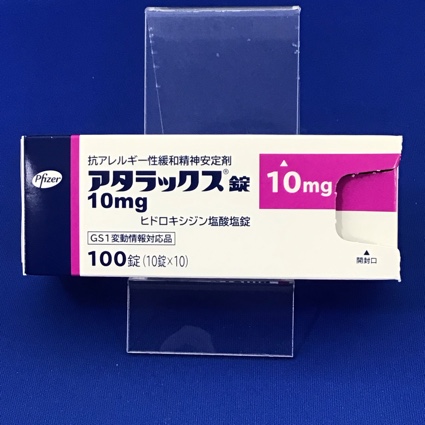 Pfizer
抗アレルギー性緩和精神安定剤
アタラックス®錠
10mg
ヒドロキシジン塩酸塩錠
GS1変動情報対応品
100錠(10錠×10)
10mg
開封口